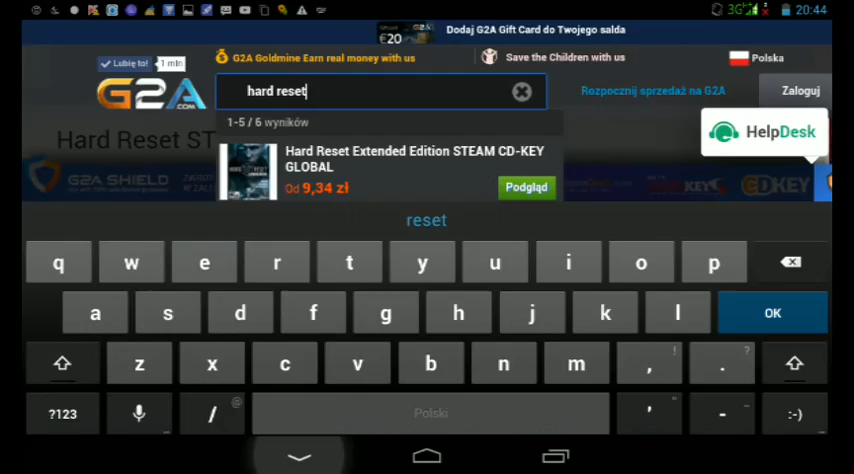 3G
20:44
€20
Dodaj G2A Gift Card do Twojego salda
Lubię to!
1 mln
G2A Goldmine Earn real money with us
Save the Children with us
Polska
G2A
.COM
hard reset
Rozpocznij sprzedaż na G2A
Zaloguj
1-5 / 6 wyników
HelpDesk
Hard Reset ST
Hard Reset Extended Edition STEAM CD-KEY
GLOBAL
Od 9,34 zł
Podgląd
G2A SHIELD
CDKEY
reset
q w e r t y u i o p
a s d f g h j k l OK
z x c v b n m , ! . ?
?123 / @ Polski ' " - _ :-)